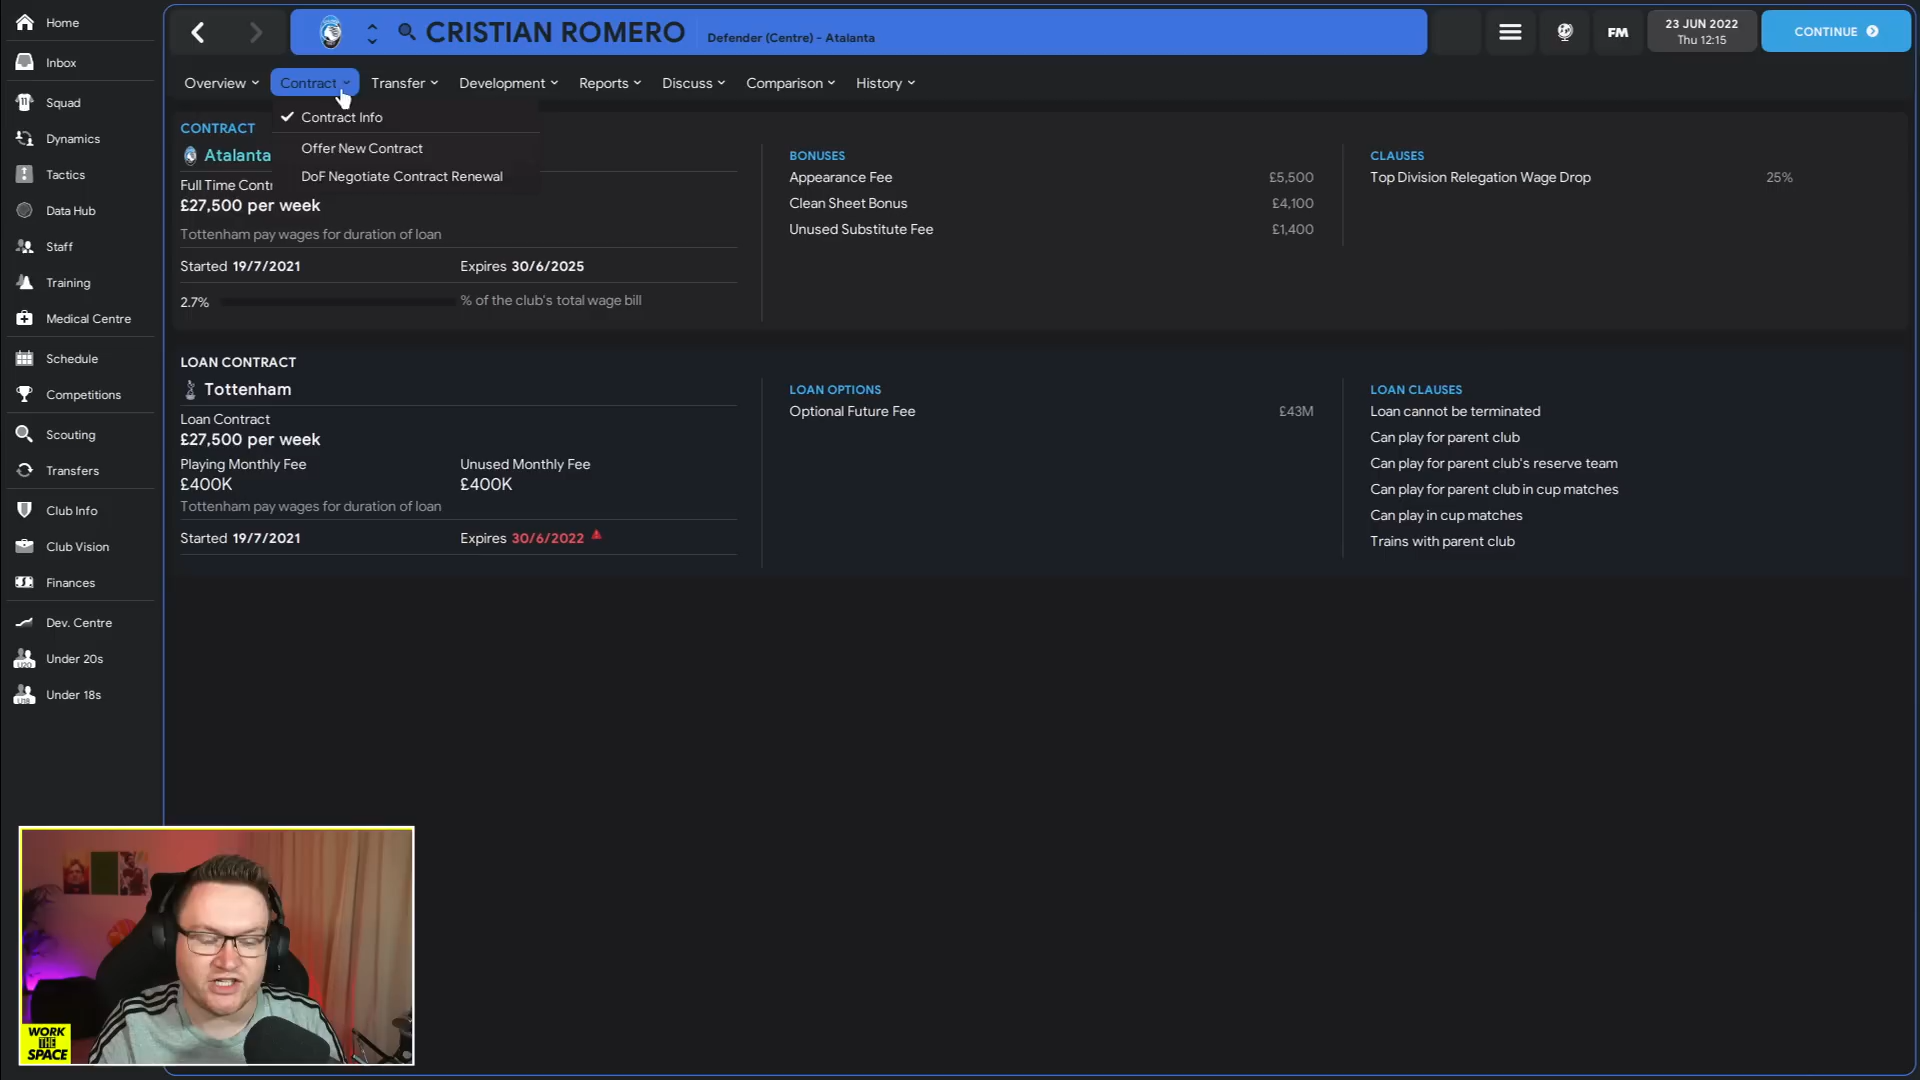 Home
CRISTIAN ROMERO
Defender (Centre) - Atalanta
FM
23 JUN 2022
Thu 12:15
CONTINUE
Inbox
Squad
Dynamics
Tactics
Data Hub
Staff
Training
Medical Centre
Schedule
Competitions
Scouting
Transfers
Club Info
Club Vision
Finances
Dev. Centre
Under 20s
Under 18s
Overview
Contract
Transfer
Development
Reports
Discuss
Comparison
History
Contract Info
Offer New Contract
DoF Negotiate Contract Renewal
CONTRACT
Atalanta
Full Time Contr
£27,500 per week
Tottenham pay wages for duration of loan
Started 19/7/2021
Expires 30/6/2025
2.7%
% of the club's total wage bill
BONUSES
Appearance Fee £5,500
Clean Sheet Bonus £4,100
Unused Substitute Fee £1,400
CLAUSES
Top Division Relegation Wage Drop 25%
LOAN CONTRACT
Tottenham
Loan Contract
£27,500 per week
Playing Monthly Fee
£400K
Unused Monthly Fee
£400K
Tottenham pay wages for duration of loan
Started 19/7/2021
Expires 30/6/2022
LOAN OPTIONS
Optional Future Fee £43M
LOAN CLAUSES
Loan cannot be terminated
Can play for parent club
Can play for parent club's reserve team
Can play for parent club in cup matches
Can play in cup matches
Trains with parent club
WORK
THE
SPACE